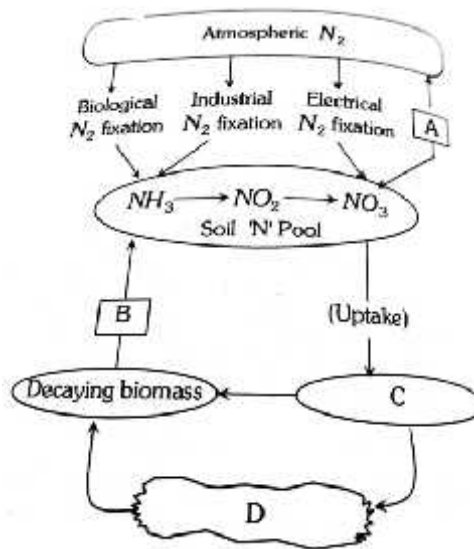 Atmospheric N₂
Biological
N₂ fixation
Industrial
N₂ fixation
Electrical
N₂ fixation
A
NH₃ NO₂ NO₃
Soil 'N' Pool
B
(Uptake)
Decaying biomass
C
D